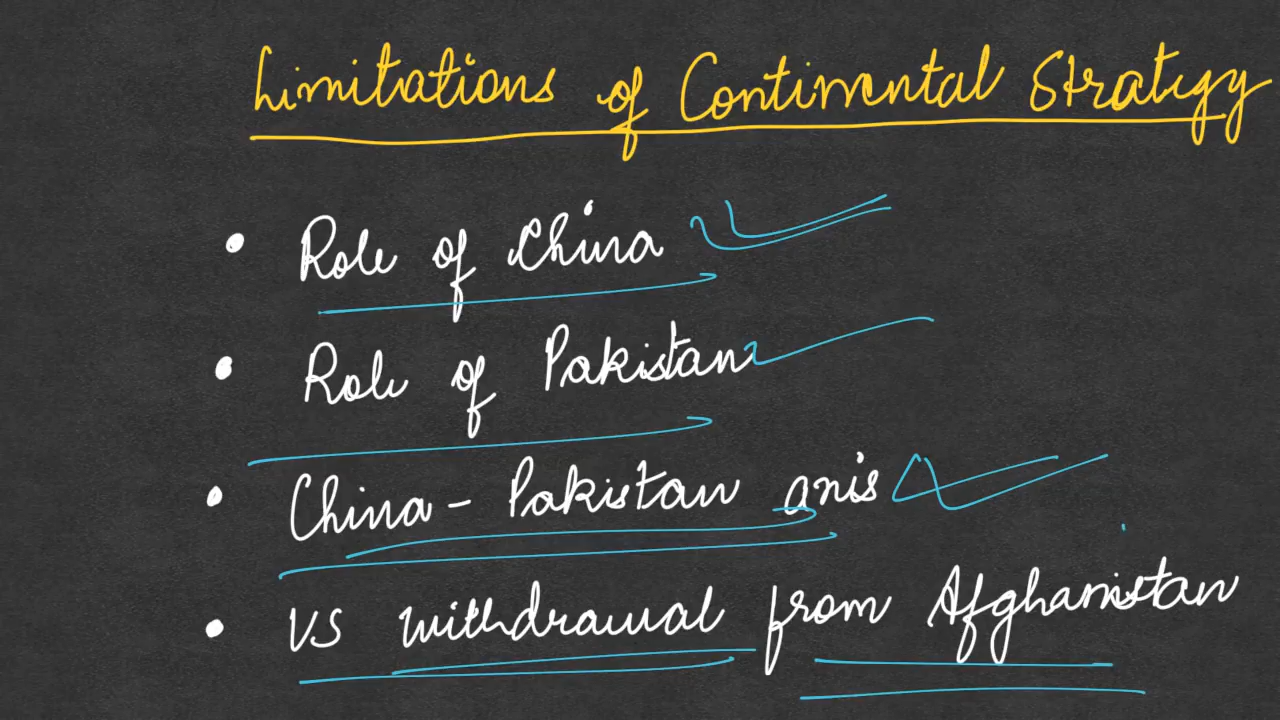 Limitations of Continental Strategy
• Role of China
• Role of Pakistan
• China - Pakistan axis
• US withdrawal from Afghanistan